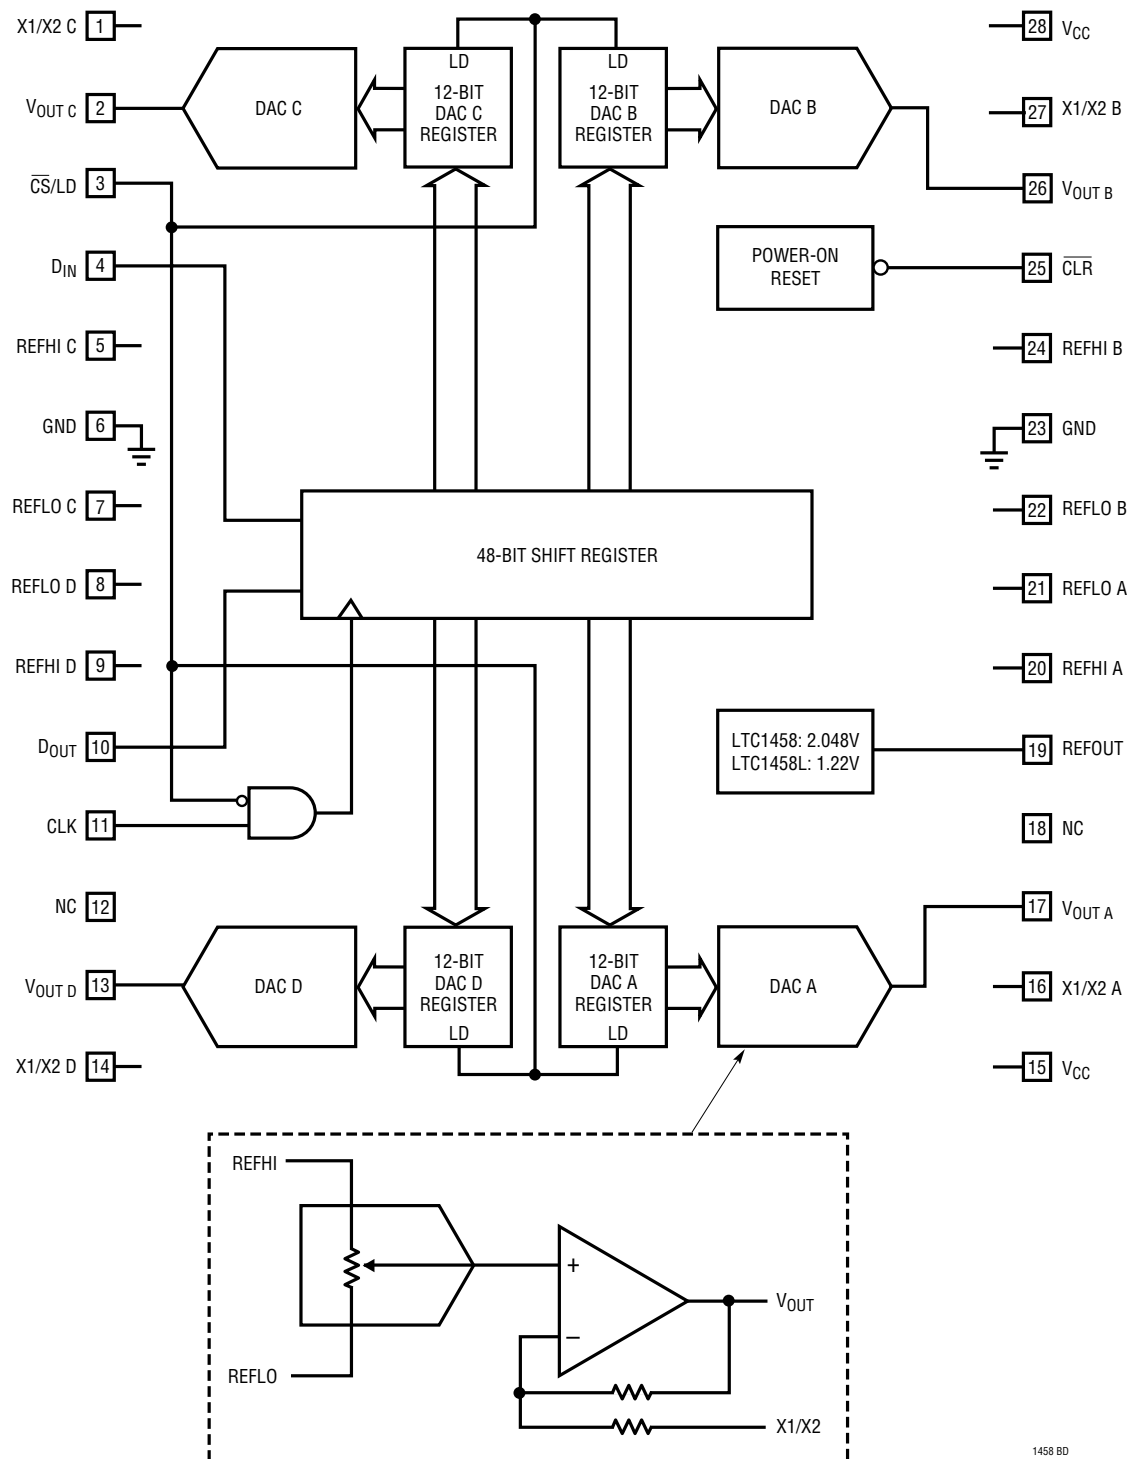 X1/X2 C 1
V_OUT C 2
C̅S̅/LD 3
D_IN 4
REFHI C 5
GND 6
REFLO C 7
REFLO D 8
REFHI D 9
D_OUT 10
CLK 11
NC 12
V_OUT D 13
X1/X2 D 14
DAC C
LD
12-BIT
DAC C
REGISTER
LD
12-BIT
DAC B
REGISTER
DAC B
POWER-ON
RESET
48-BIT SHIFT REGISTER
LTC1458: 2.048V
LTC1458L: 1.22V
DAC D
12-BIT
DAC D
REGISTER
LD
12-BIT
DAC A
REGISTER
LD
DAC A
28 V_CC
27 X1/X2 B
26 V_OUT B
25 C̅L̅R̅
24 REFHI B
23 GND
22 REFLO B
21 REFLO A
20 REFHI A
19 REFOUT
18 NC
17 V_OUT A
16 X1/X2 A
15 V_CC
REFHI
REFLO
+
–
V_OUT
X1/X2
1458 BD